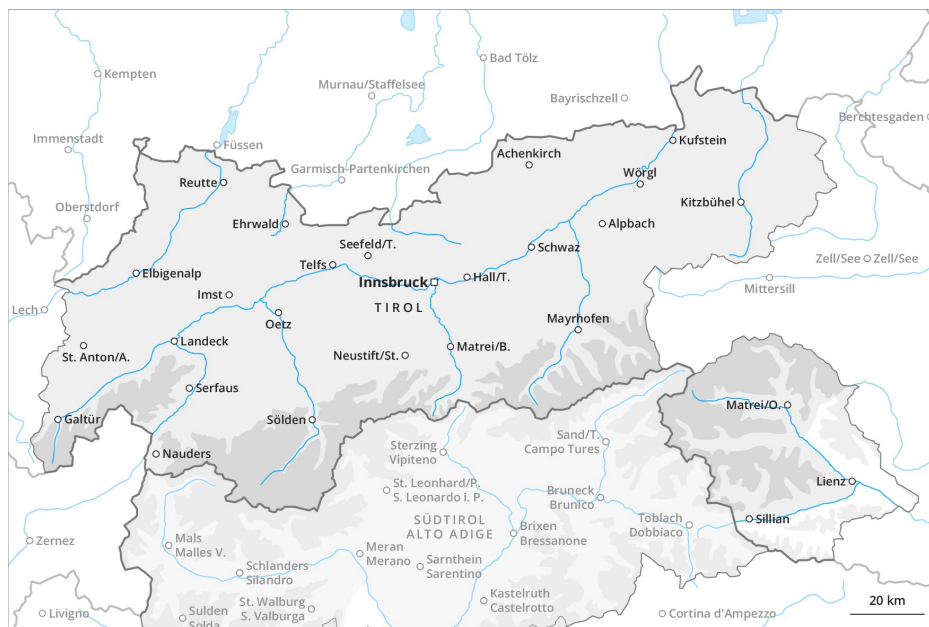 Kempten
Bad Tölz
Murnau/Staffelsee
Bayrischzell
Berchtesgaden
Immenstadt
Füssen
Kufstein
Achenkirch
Garmisch-Partenkirchen
Wörgl
Reutte
Oberstdorf
Kitzbühel
Ehrwald
Alpbach
Seefeld/T.
Schwaz
Telfs
Zell/See
Zell/See
Elbigenalp
Innsbruck
Hall/T.
Mittersill
Imst
TIROL
Lech
Oetz
Mayrhofen
Landeck
St. Anton/A.
Neustift/St.
Matrei/B.
Serfaus
Matrei/O.
Galtür
Sölden
Sand/T.
Campo Tures
Sterzing
Vipiteno
Nauders
St. Leonhard/P.
S. Leonardo i. P.
Lienz
Bruneck
Brunico
SÜDTIROL
ALTO ADIGE
Toblach
Dobbiaco
Sillian
Brixen
Bressanone
Zernez
Mals
Malles V.
Meran
Merano
Sarnthein
Sarentino
Schlanders
Silandro
Kastelruth
Castelrotto
St. Walburg
S. Valburga
Livigno
Sulden
Solda
Cortina d'Ampezzo
20 km